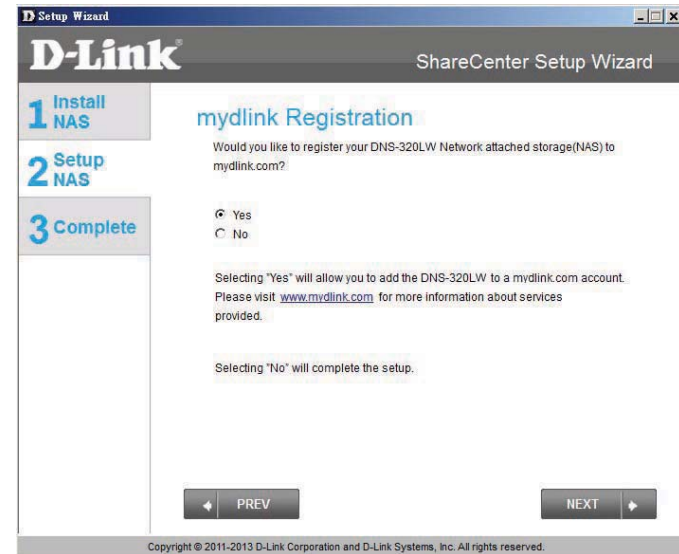 Setup Wizard
D-Link
ShareCenter Setup Wizard
1 Install
NAS
2 Setup
NAS
3 Complete
mydlink Registration
Would you like to register your DNS-320LW Network attached storage(NAS) to
mydlink.com?
Yes
No
Selecting "Yes" will allow you to add the DNS-320LW to a mydlink.com account.
Please visit www.mydlink.com for more information about services
provided.
Selecting "No" will complete the setup.
PREV
NEXT
Copyright © 2011-2013 D-Link Corporation and D-Link Systems, Inc. All rights reserved.